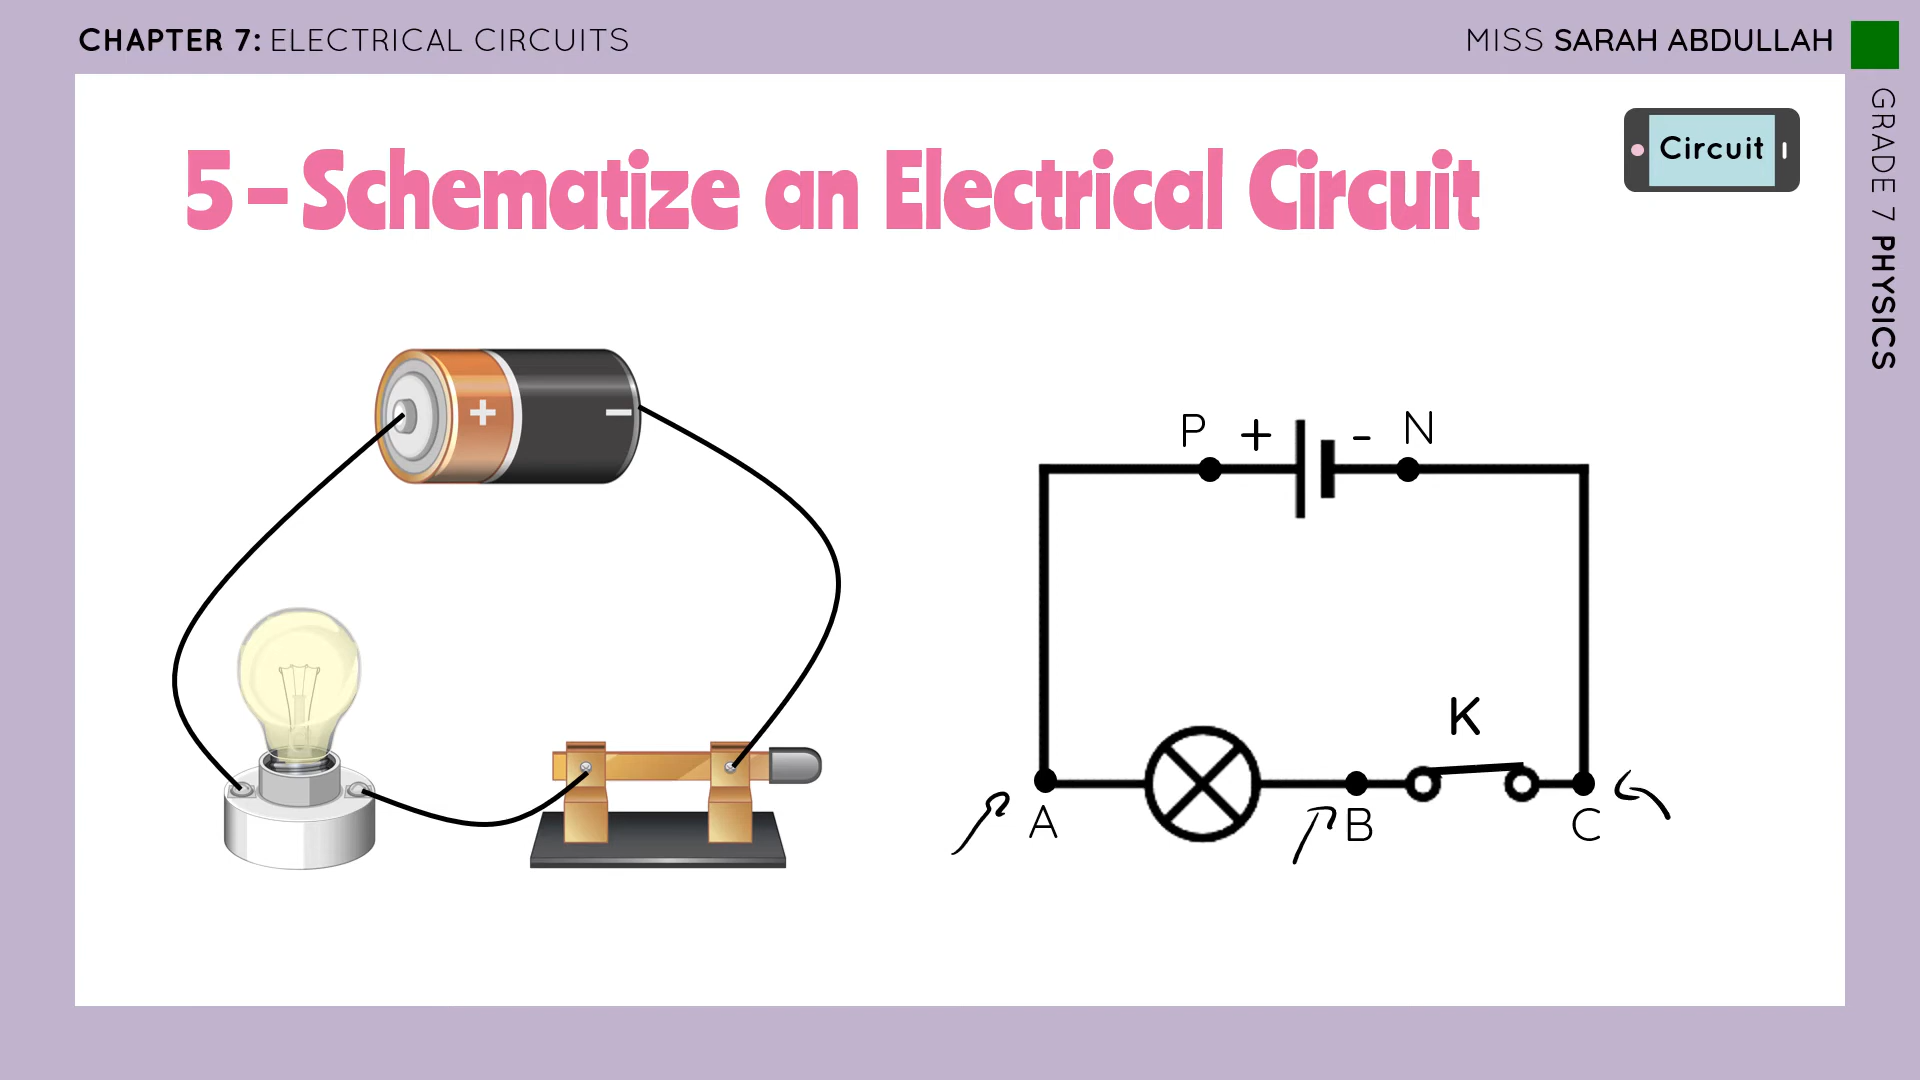 CHAPTER 7: ELECTRICAL CIRCUITS
MISS SARAH ABDULLAH
GRADE 7 PHYSICS
Circuit
5-Schematize an Electrical Circuit
+ −
P + - N
K
A B C